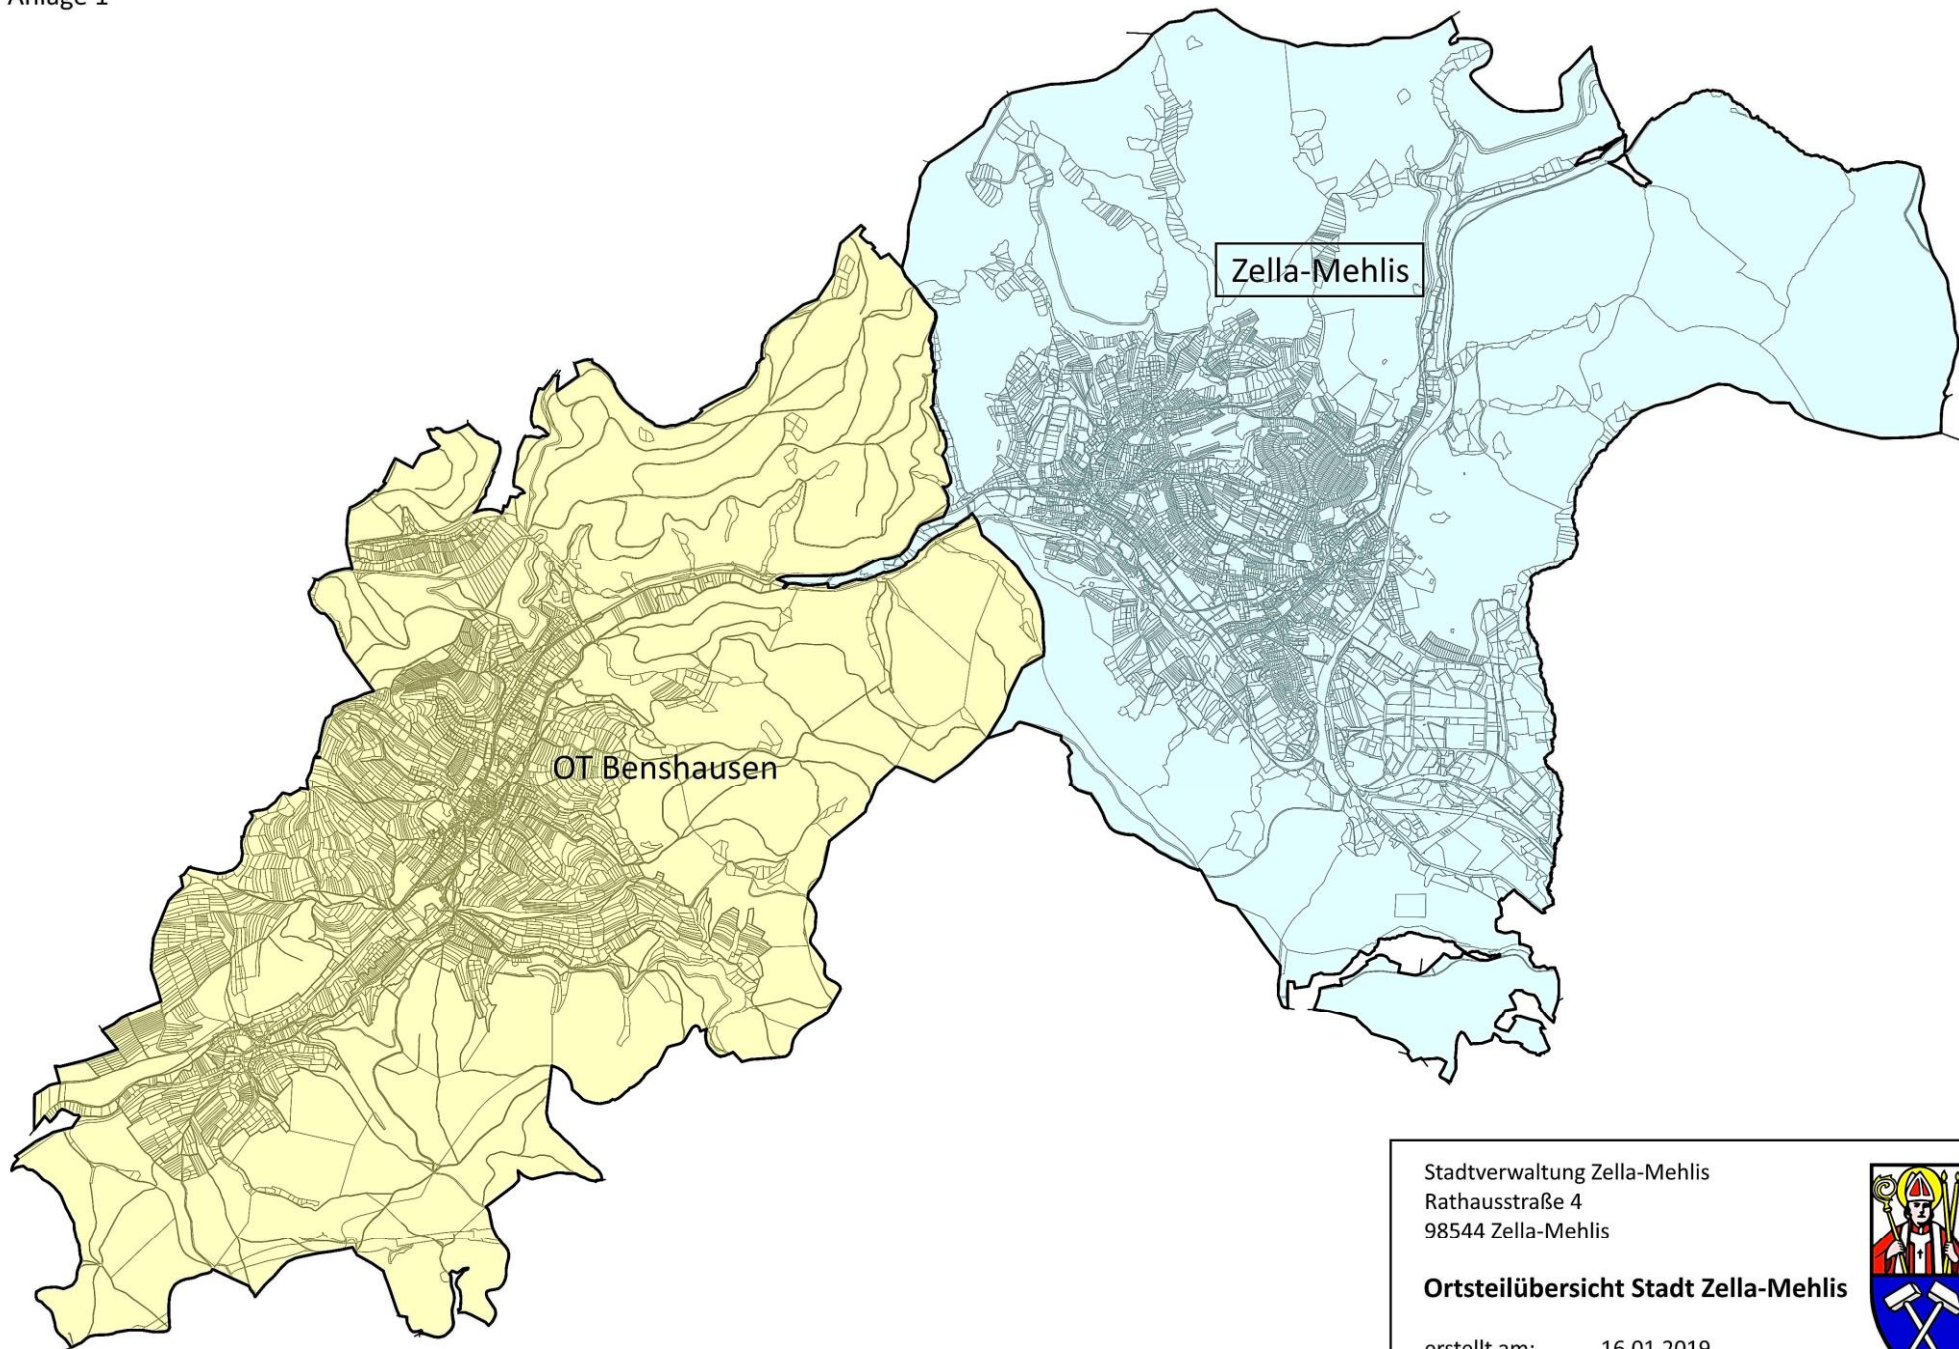 Anlage 1
Zella-Mehlis
OT Benshausen
Stadtverwaltung Zella-Mehlis
Rathausstraße 4
98544 Zella-Mehlis
Ortsteilübersicht Stadt Zella-Mehlis
erstellt am: 16.01.2019